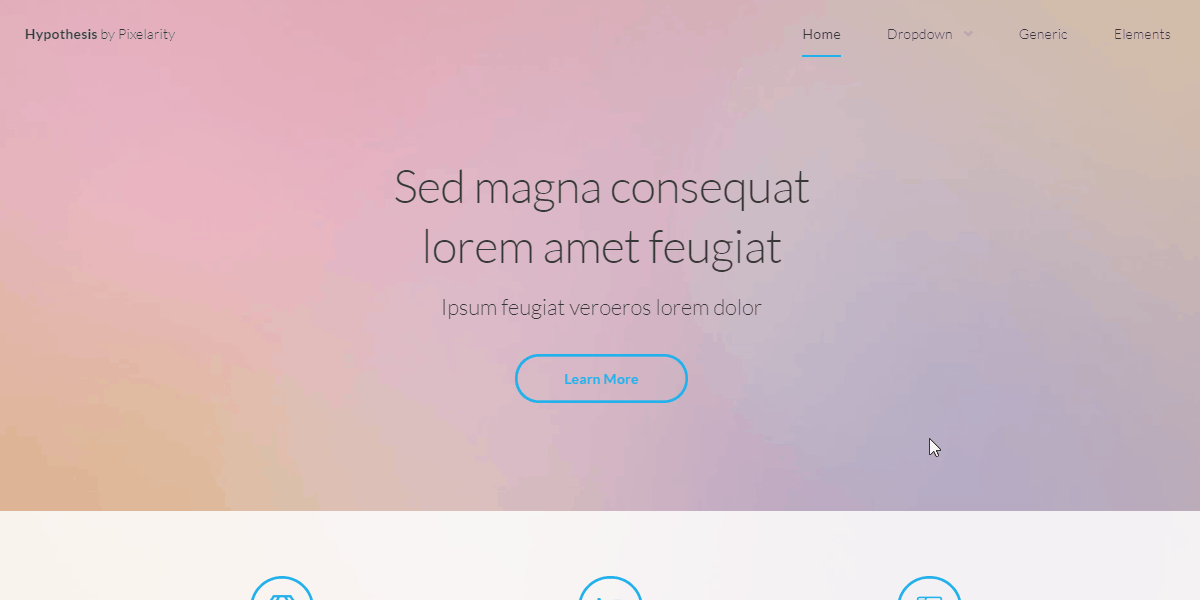 Hypothesis by Pixelarity
Home Dropdown Generic Elements
Sed magna consequat
lorem amet feugiat
Ipsum feugiat veroeros lorem dolor
Learn More